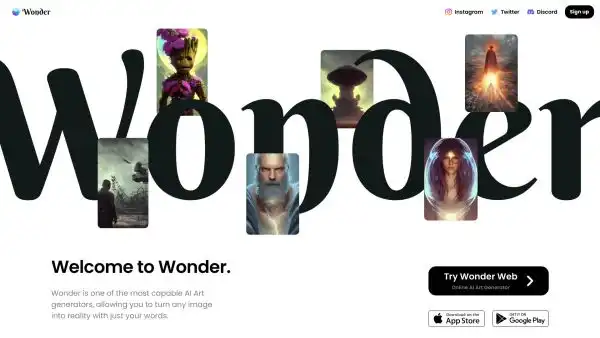 Wonder
Instagram
Twitter
Discord
Sign up
Wonder
Welcome to Wonder.
Wonder is one of the most capable AI Art
generators, allowing you to turn any image
into reality with just your words.
Try Wonder Web
Online AI Art Generator
Download on the
App Store
GET IT ON
Google Play